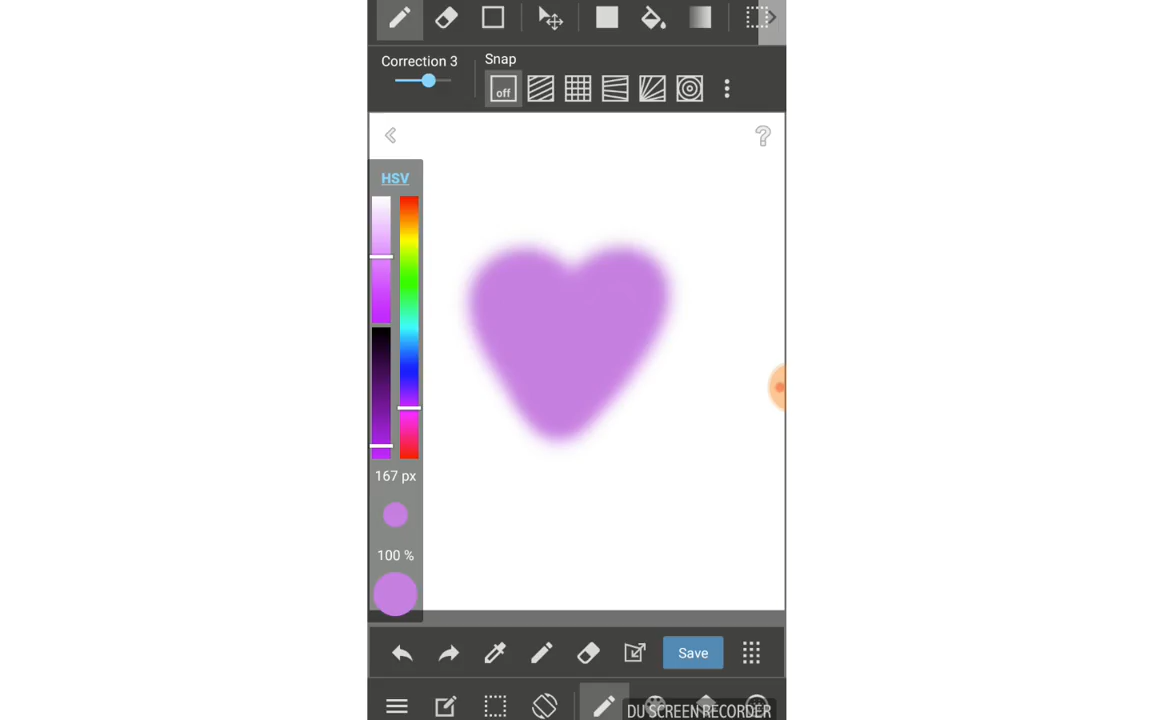 Correction 3
Snap
off
HSV
167 px
100 %
Save
DU SCREEN RECORDER